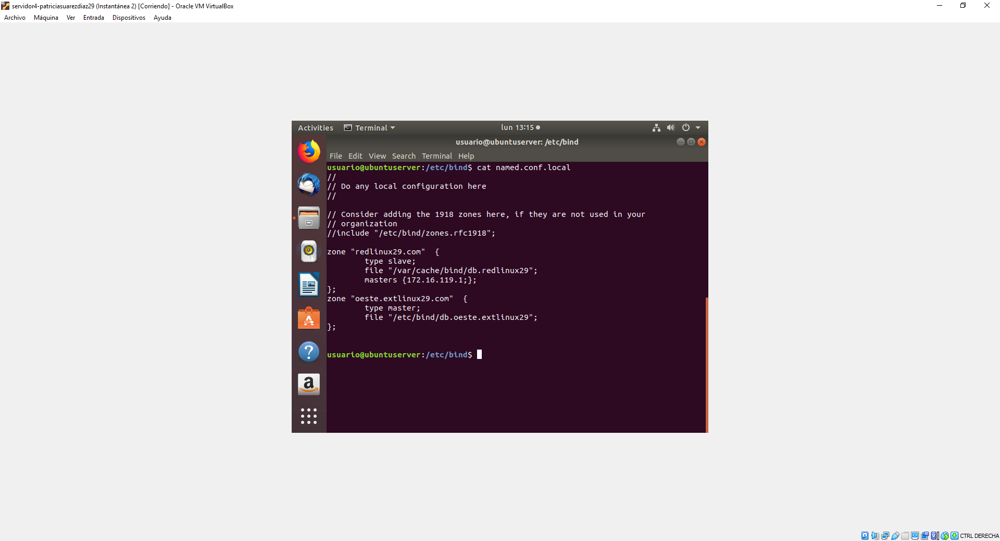 servidor4-patriciasuarezdiaz29 (Instantánea 2) [Corriendo] - Oracle VM VirtualBox
Archivo Máquina Ver Entrada Dispositivos Ayuda
Activities Terminal lun 13:15
usuario@ubuntuserver: /etc/bind
File Edit View Search Terminal Help
usuario@ubuntuserver:/etc/bind$ cat named.conf.local
//
// Do any local configuration here
//
// Consider adding the 1918 zones here, if they are not used in your
// organization
//include "/etc/bind/zones.rfc1918";
zone "redlinux29.com"  {
        type slave;
        file "/var/cache/bind/db.redlinux29";
        masters {172.16.119.1;};
};
zone "oeste.extlinux29.com"  {
        type master;
        file "/etc/bind/db.oeste.extlinux29";
};
usuario@ubuntuserver:/etc/bind$
CTRL DERECHA